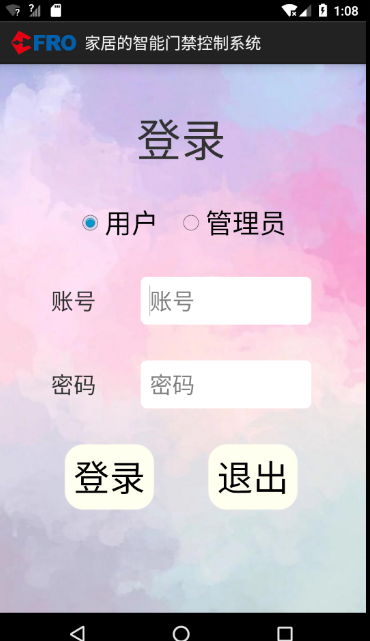 1:08
FRO 家居的智能门禁控制系统
登录
用户 管理员
账号 账号
密码 密码
登录 退出